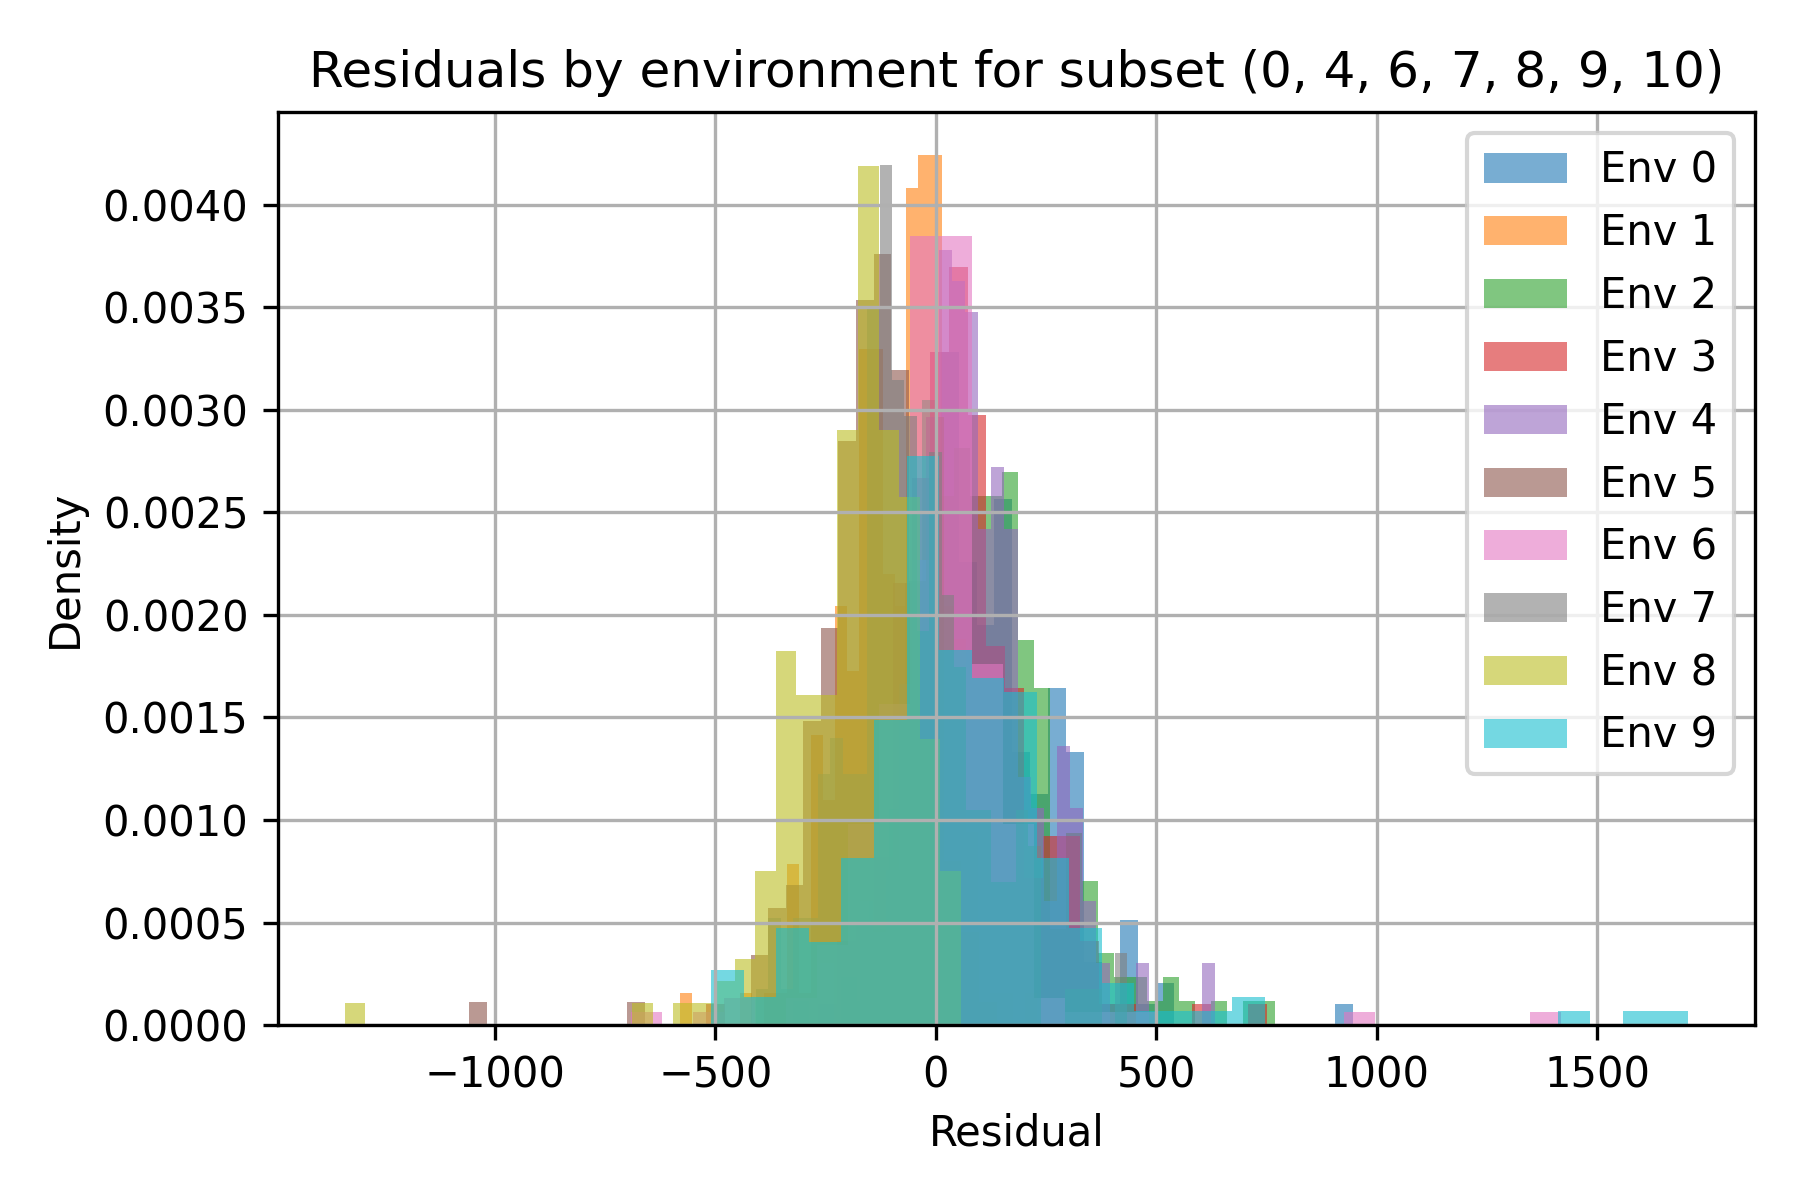 Residuals by environment for subset (0, 4, 6, 7, 8, 9, 10)
Density
0.0040
0.0035
0.0030
0.0025
0.0020
0.0015
0.0010
0.0005
0.0000
−1000
−500
0
500
1000
1500
Residual
Env 0
Env 1
Env 2
Env 3
Env 4
Env 5
Env 6
Env 7
Env 8
Env 9